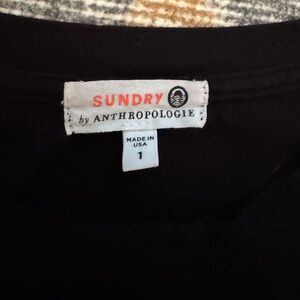 SUNDRY
by ANTHROPOLOGIE
MADE IN
USA
1